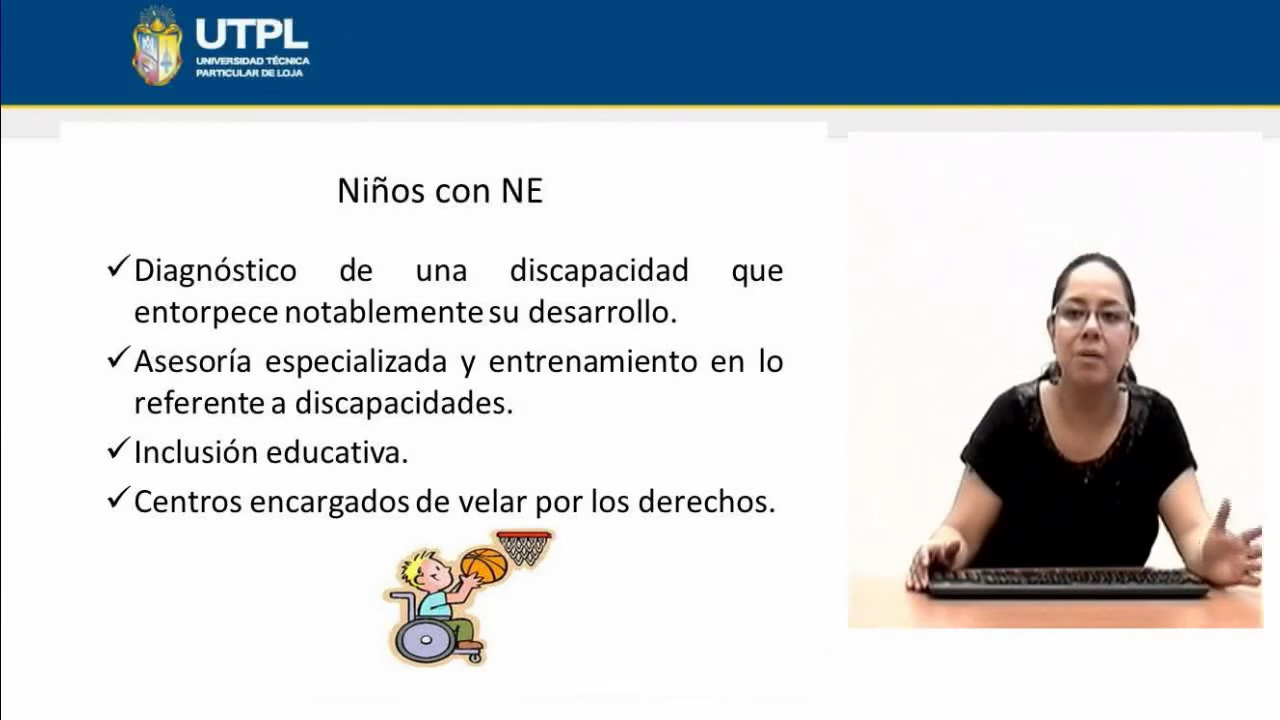 UTPL
UNIVERSIDAD TÉCNICA
PARTICULAR DE LOJA
Niños con NE
✓Diagnóstico de una discapacidad que
entorpece notablemente su desarrollo.
✓Asesoría especializada y entrenamiento en lo
referente a discapacidades.
✓Inclusión educativa.
✓Centros encargados de velar por los derechos.